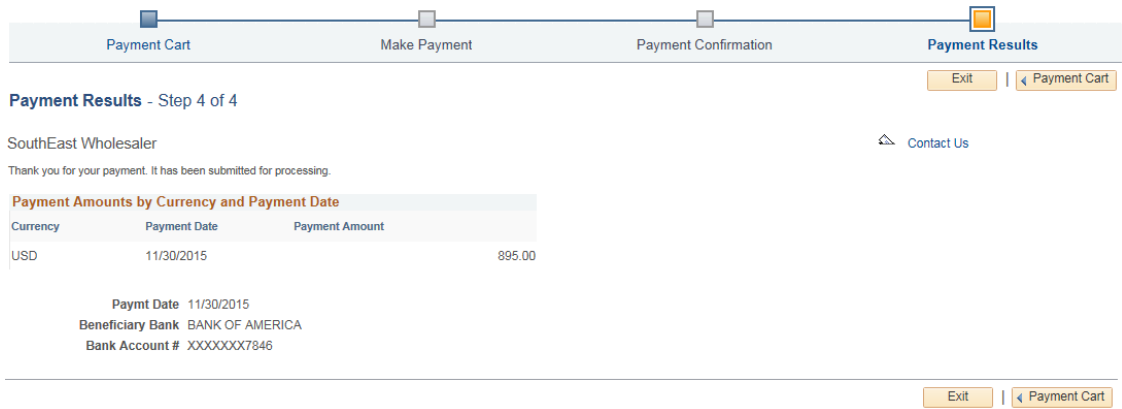 Payment Cart Make Payment Payment Confirmation Payment Results
Exit | Payment Cart
Payment Results - Step 4 of 4
SouthEast Wholesaler
Contact Us
Thank you for your payment. It has been submitted for processing.
Payment Amounts by Currency and Payment Date
Currency Payment Date Payment Amount
USD 11/30/2015 895.00
Paymt Date 11/30/2015
Beneficiary Bank BANK OF AMERICA
Bank Account # XXXXXXX7846
Exit | Payment Cart